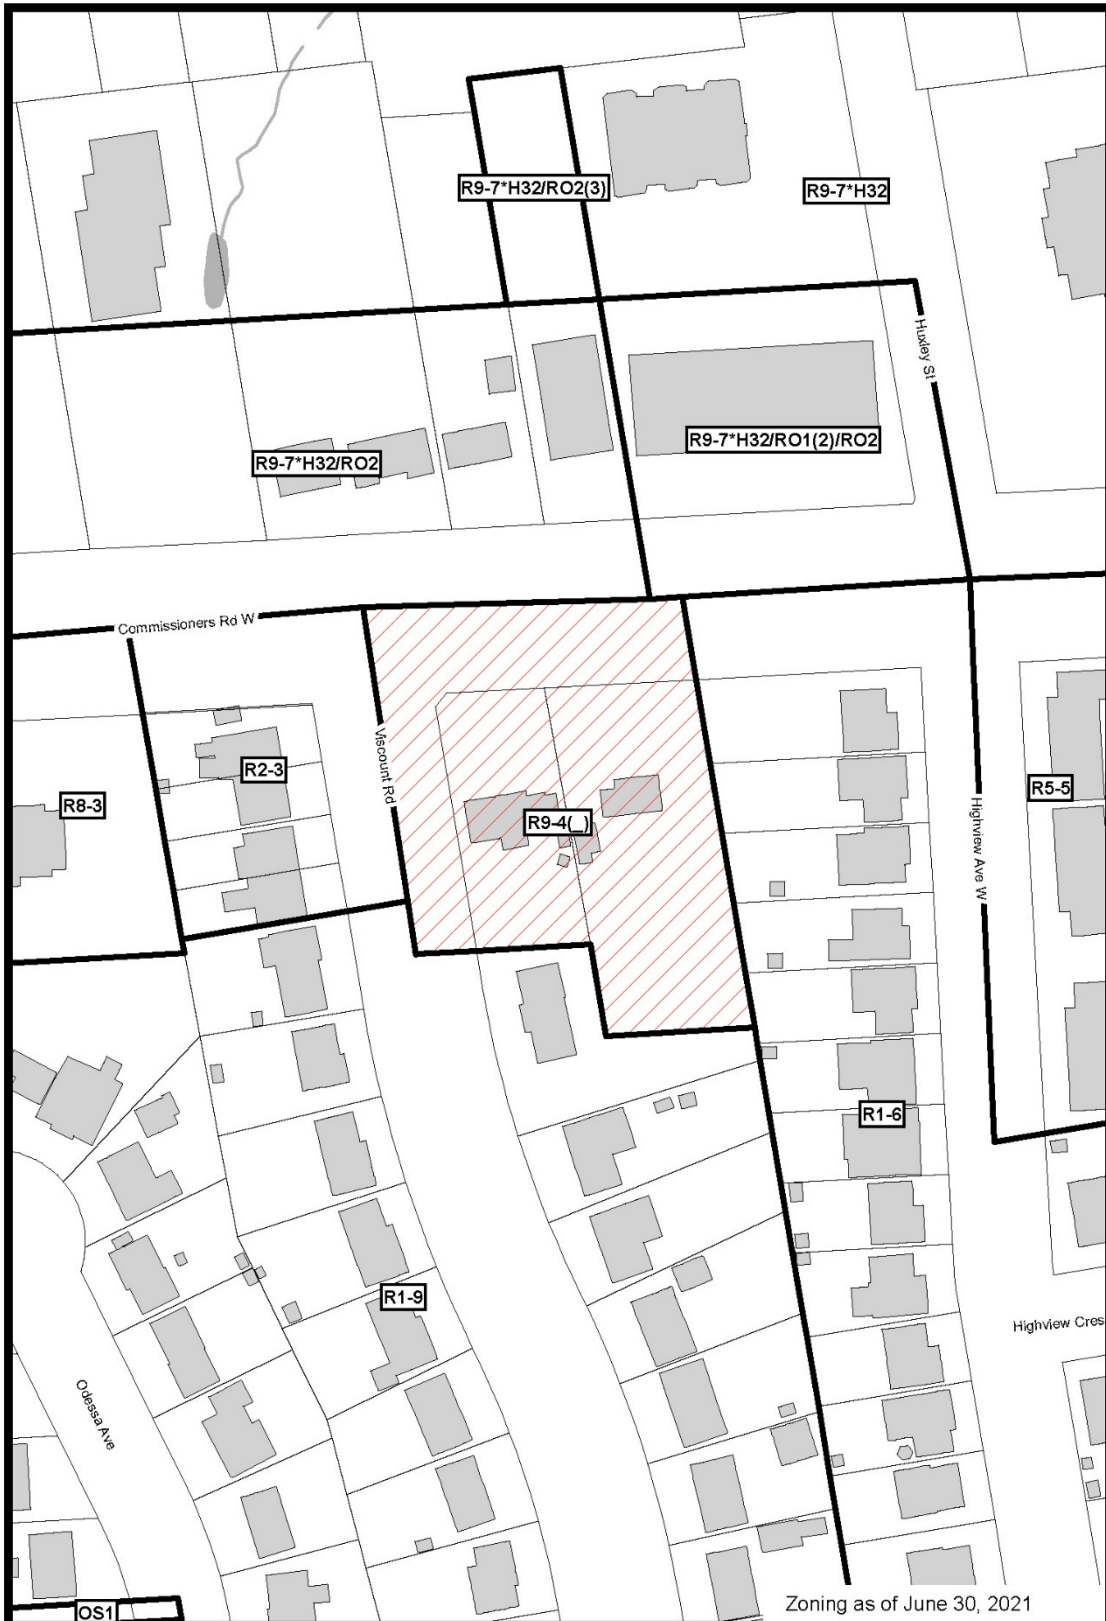 R9-7*H32/RO2(3)
R9-7*H32
Huxley St
R9-7*H32/RO1(2)/RO2
R9-7*H32/RO2
Commissioners Rd W
Viscount Rd
R2-3
R8-3
R9-4(_)
R5-5
Highview Ave W
R1-6
R1-9
Highview Cres
Odessa Ave
OS1
Zoning as of June 30, 2021